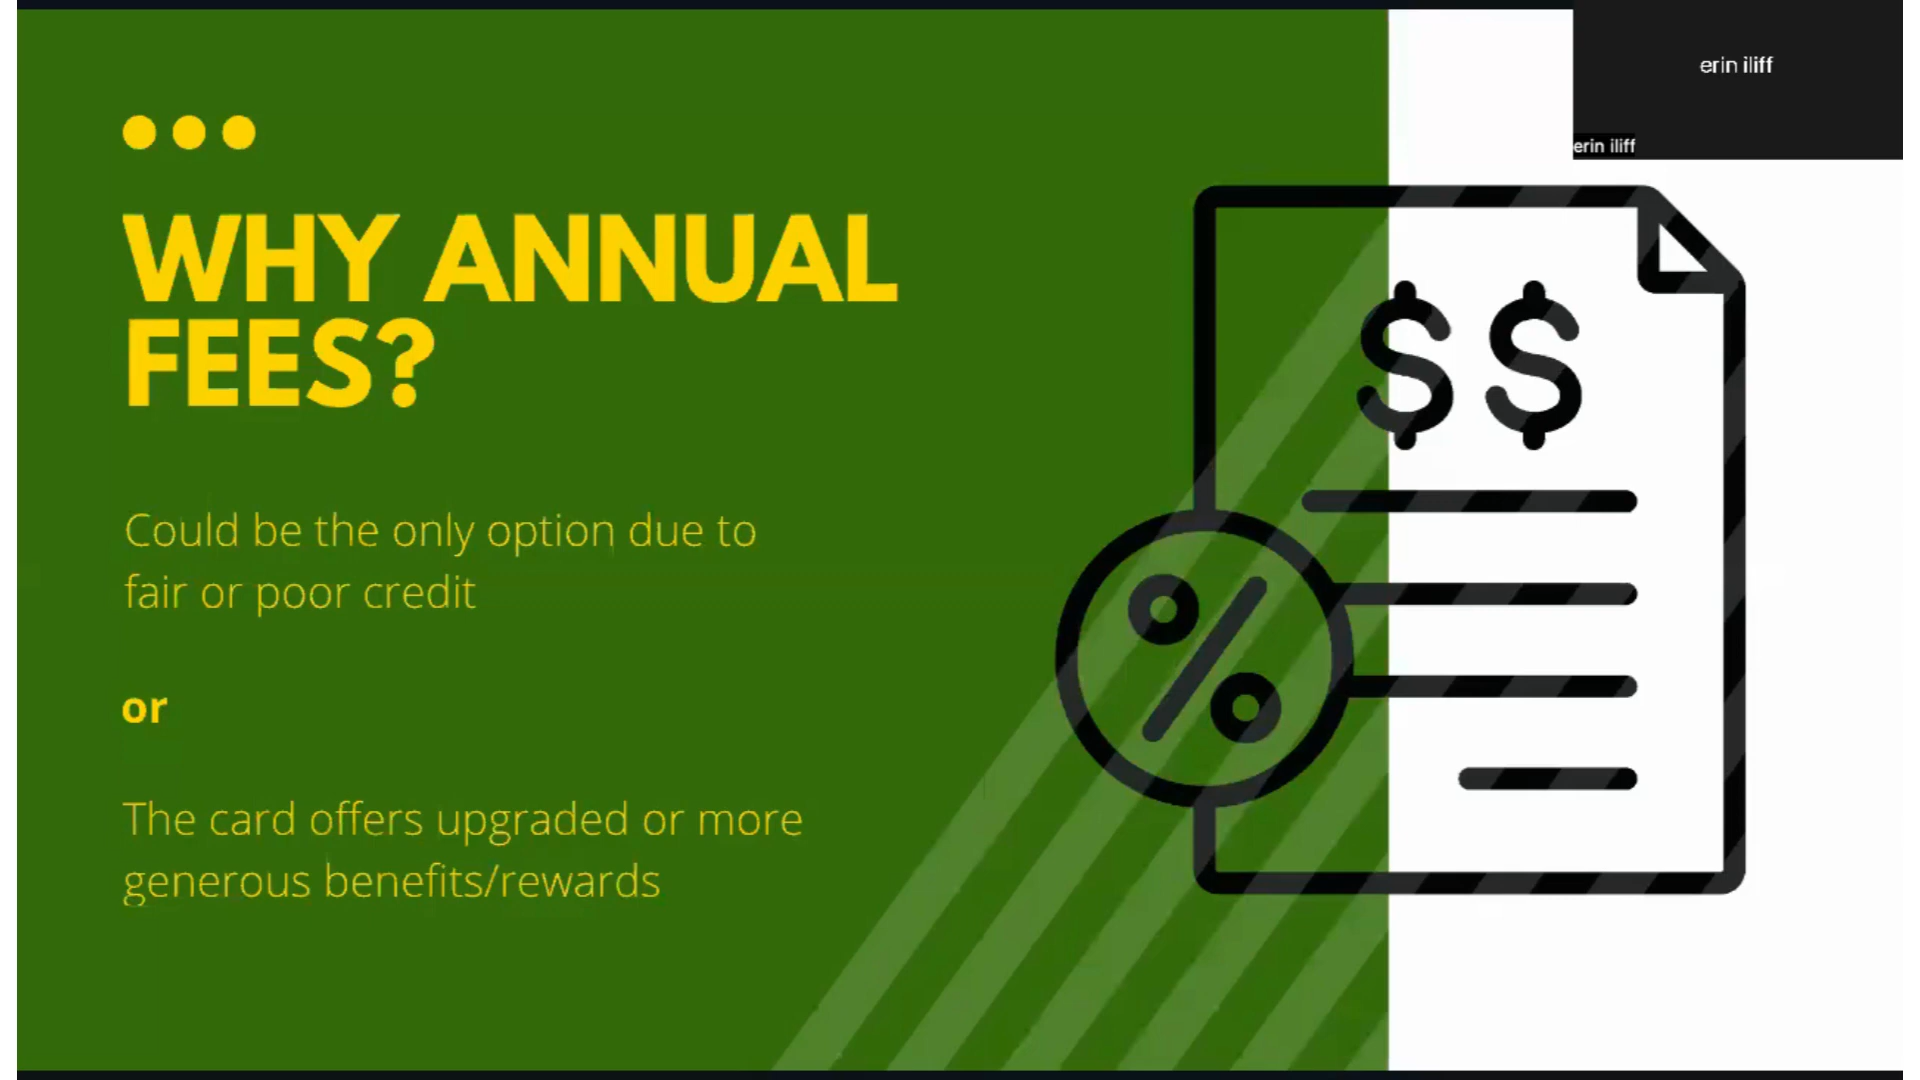 erin iliff
erin iliff
WHY ANNUAL
FEES?
$$
Could be the only option due to
fair or poor credit
%
or
The card offers upgraded or more
generous benefits/rewards